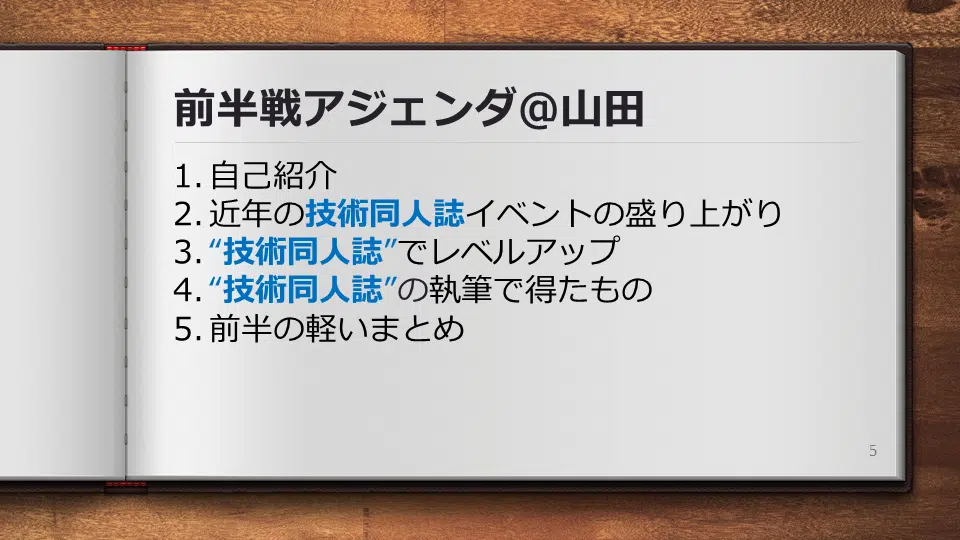 前半戦アジェンダ@山田
1. 自己紹介
2. 近年の技術同人誌イベントの盛り上がり
3. “技術同人誌”でレベルアップ
4. “技術同人誌”の執筆で得たもの
5. 前半の軽いまとめ
5